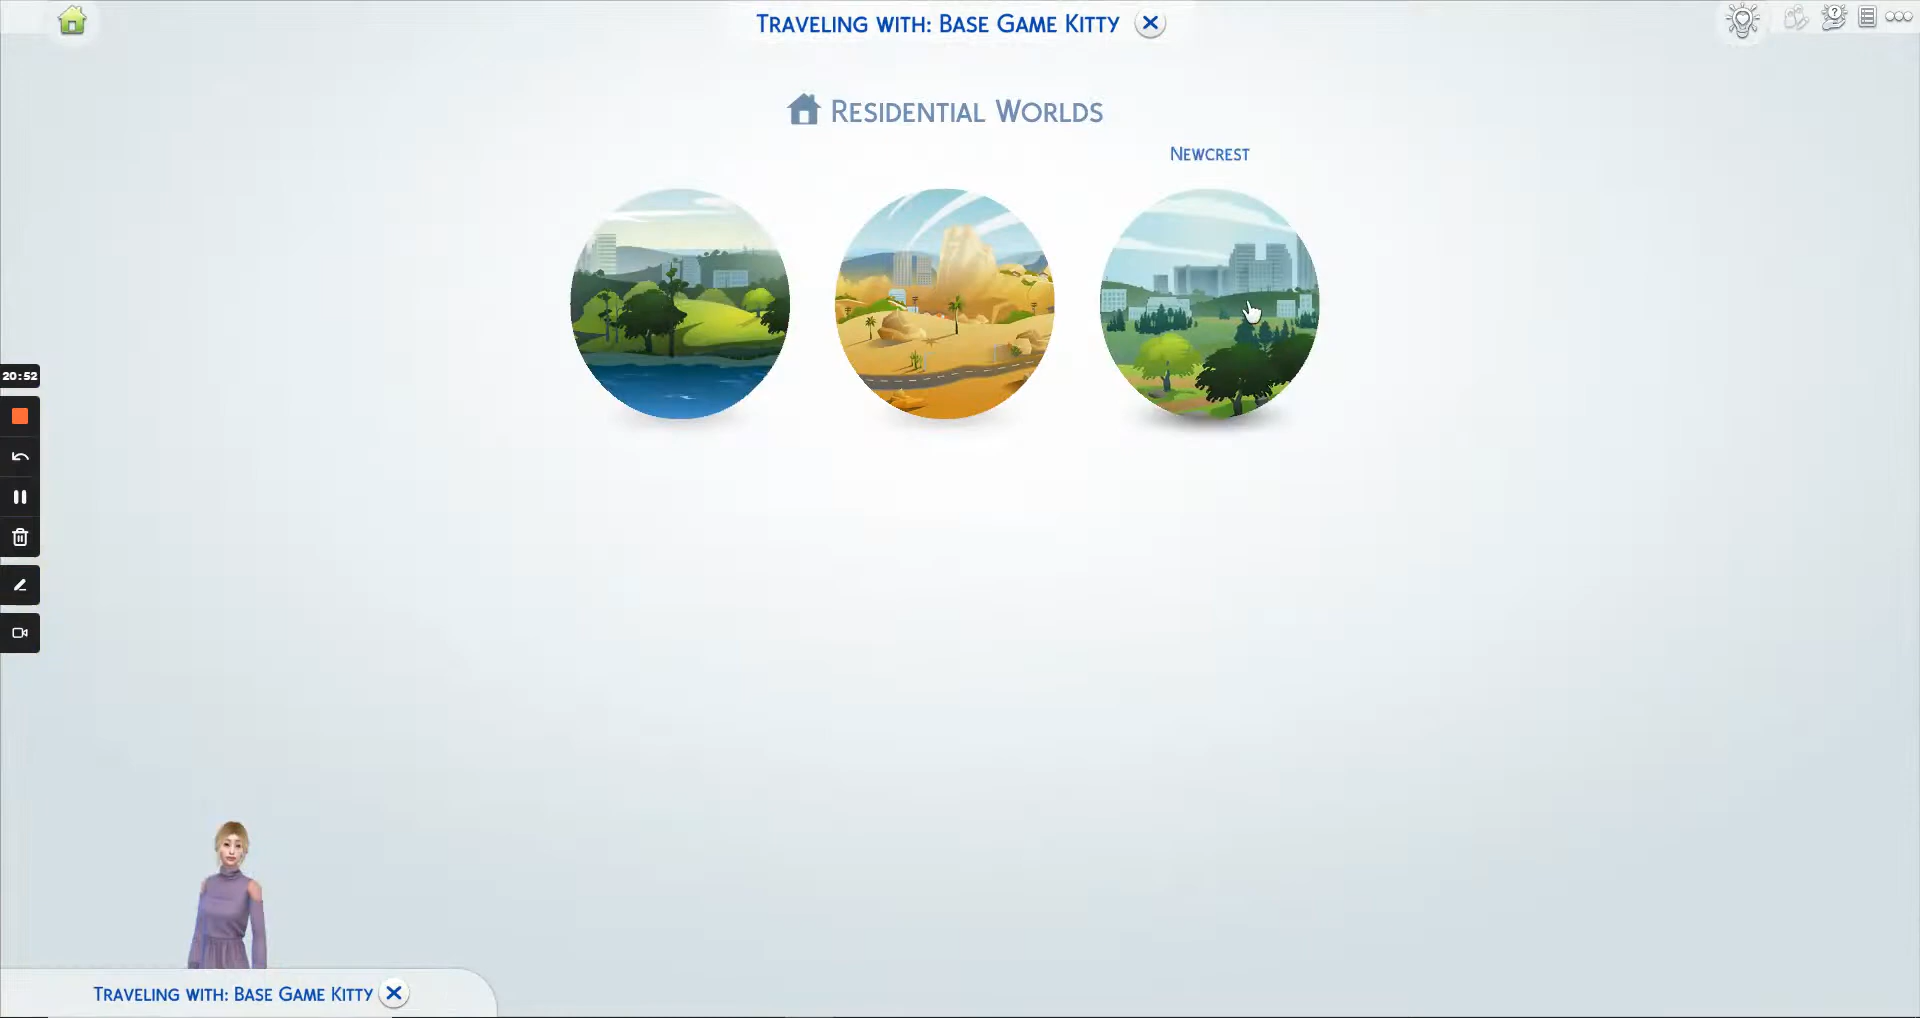 Traveling with: Base Game Kitty
Residential Worlds
Newcrest
20:52
Traveling with: Base Game Kitty